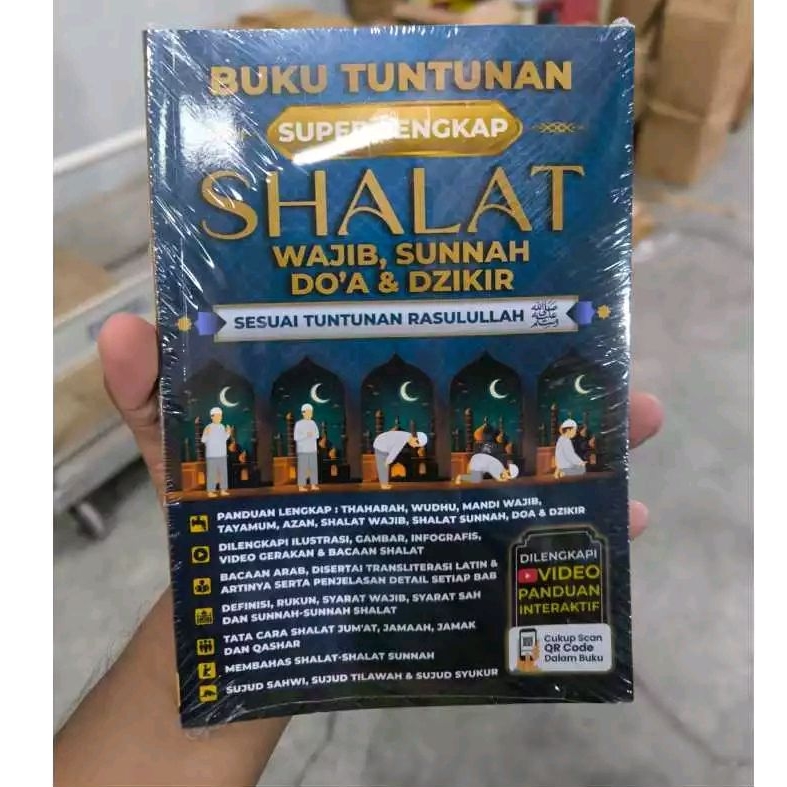 BUKU TUNTUNAN
SUPER LENGKAP
SHALAT
WAJIB, SUNNAH
DO'A & DZIKIR
SESUAI TUNTUNAN RASULULLAH ﷺ
PANDUAN LENGKAP : THAHARAH, WUDHU, MANDI WAJIB,
TAYAMUM, AZAN, SHALAT WAJIB, SHALAT SUNNAH, DOA & DZIKIR
DILENGKAPI ILUSTRASI, GAMBAR, INFOGRAFIS,
VIDEO GERAKAN & BACAAN SHALAT
BACAAN ARAB, DISERTAI TRANSLITERASI LATIN &
ARTINYA SERTA PENJELASAN DETAIL SETIAP BAB
DEFINISI, RUKUN, SYARAT WAJIB, SYARAT SAH
DAN SUNNAH-SUNNAH SHALAT
TATA CARA SHALAT JUM'AT, JAMAAH, JAMAK
DAN QASHAR
MEMBAHAS SHALAT-SHALAT SUNNAH
SUJUD SAHWI, SUJUD TILAWAH & SUJUD SYUKUR
DILENGKAPI
VIDEO
PANDUAN
INTERAKTIF
Cukup Scan
QR Code
Dalam Buku